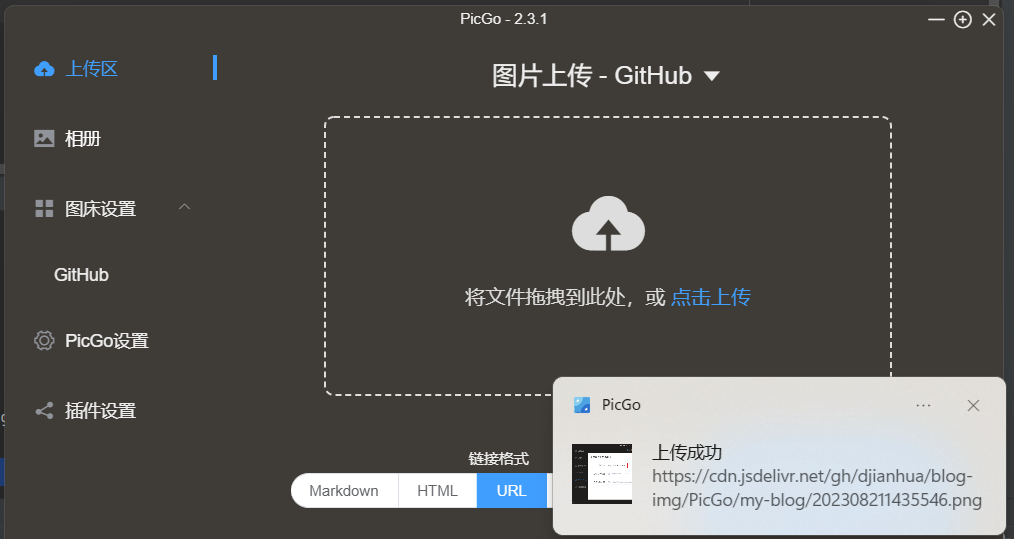 PicGo - 2.3.1
上传区
相册
图床设置
GitHub
PicGo设置
插件设置
图片上传 - GitHub
将文件拖拽到此处，或 点击上传
链接格式
Markdown
HTML
URL
PicGo
上传成功
https://cdn.jsdelivr.net/gh/djianhua/blog-
img/PicGo/my-blog/202308211435546.png